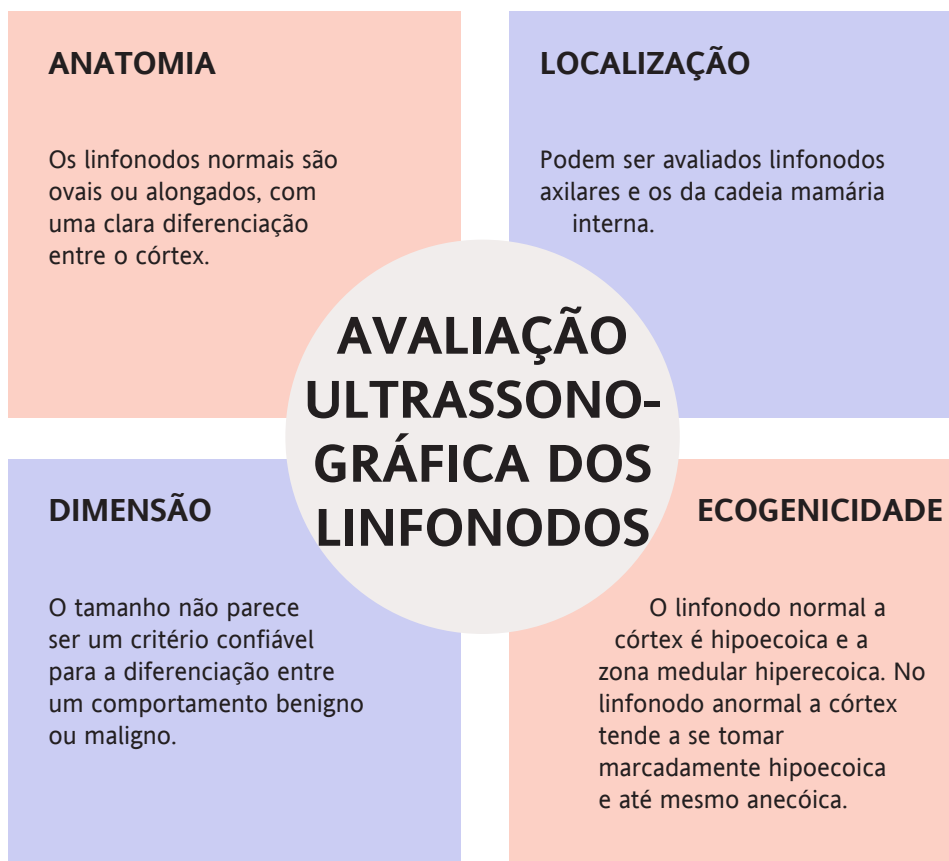 ANATOMIA
Os linfonodos normais são
ovais ou alongados, com
uma clara diferenciação
entre o córtex.
LOCALIZAÇÃO
Podem ser avaliados linfonodos
axilares e os da cadeia mamária
interna.
AVALIAÇÃO
ULTRASSONO-
GRÁFICA DOS
LINFONODOS
DIMENSÃO
O tamanho não parece
ser um critério confiável
para a diferenciação entre
um comportamento benigno
ou maligno.
ECOGENICIDADE
O linfonodo normal a
córtex é hipoecoica e a
zona medular hiperecoica. No
linfonodo anormal a córtex
tende a se tomar
marcadamente hipoecoica
e até mesmo anecóica.